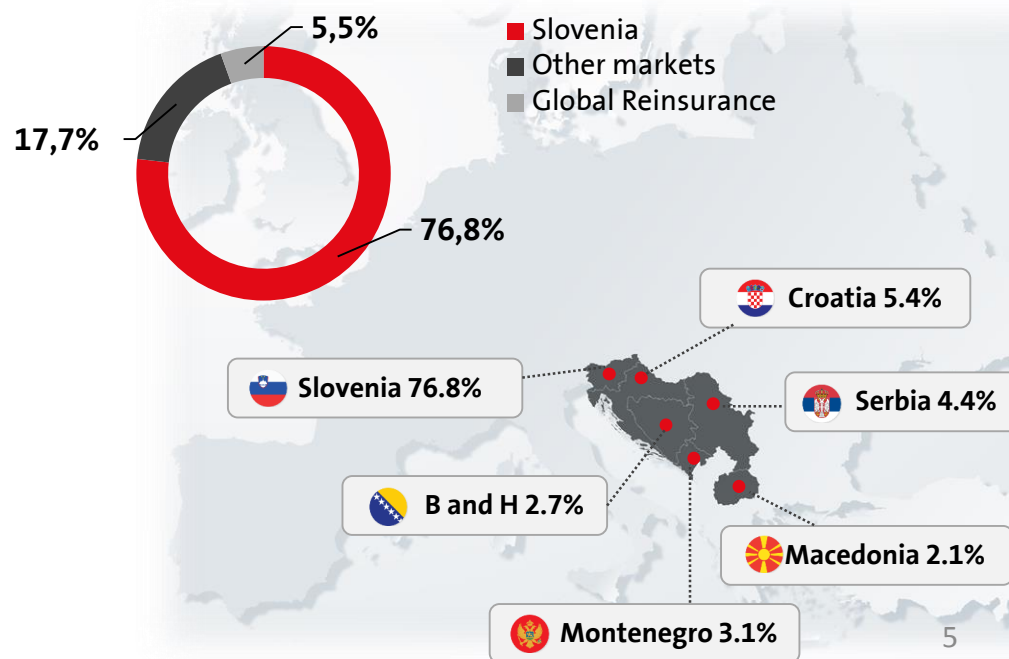 5,5%
Slovenia
Other markets
Global Reinsurance
17,7%
76,8%
Croatia 5.4%
Slovenia 76.8%
Serbia 4.4%
B and H 2.7%
Macedonia 2.1%
Montenegro 3.1%
5